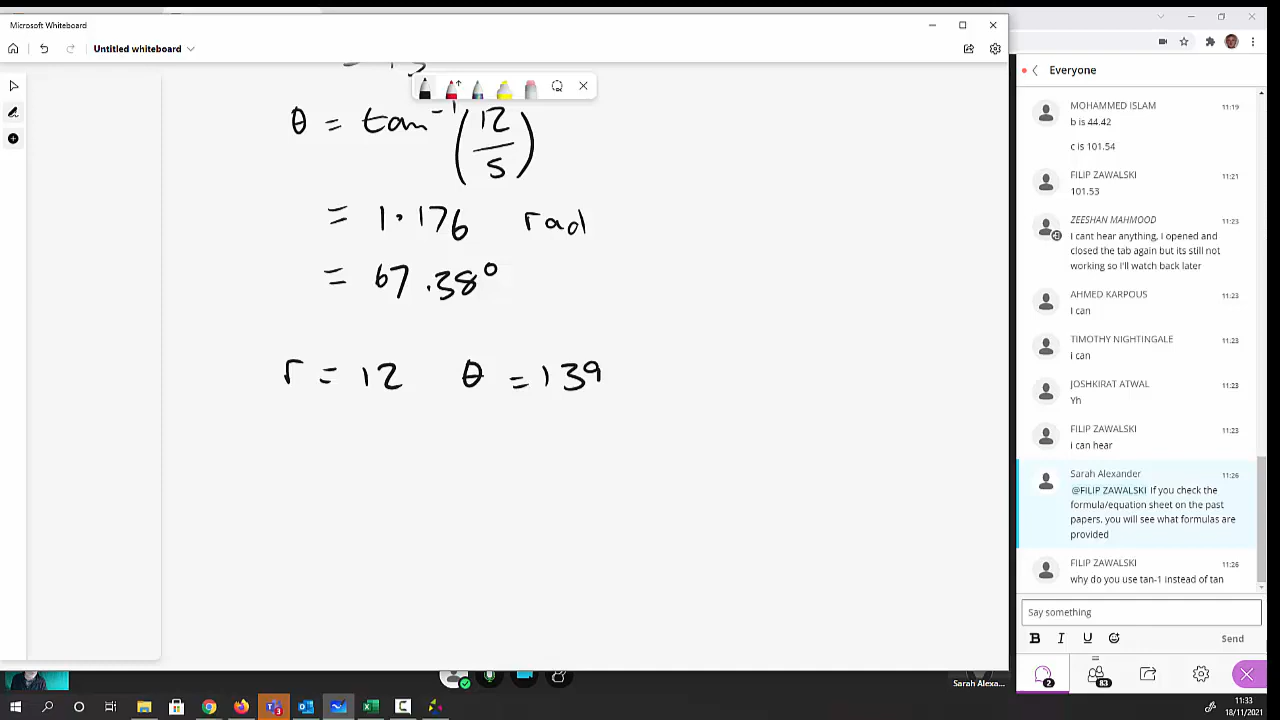 Microsoft Whiteboard
Untitled whiteboard
= 13
θ = tan⁻¹ (12/5)
= 1.176 rad
= 67.38°
r = 12 θ = 139
Everyone
MOHAMMED ISLAM 11:19
b is 44.42
c is 101.54
FILIP ZAWALSKI 11:21
101.53
ZEESHAN MAHMOOD 11:23
I cant hear anything, I opened and
closed the tab again but its still not
working so I'll watch back later
AHMED KARPOUS 11:23
I can
TIMOTHY NIGHTINGALE 11:23
i can
JOSHKIRAT ATWAL 11:23
Yh
FILIP ZAWALSKI 11:23
i can hear
Sarah Alexander 11:26
@FILIP ZAWALSKI If you check the
formula/equation sheet on the past
papers. you will see what formulas are
provided
FILIP ZAWALSKI 11:26
why do you use tan-1 instead of tan
Say something
B I U Send
Sarah Alexa...
11:33
18/11/2021